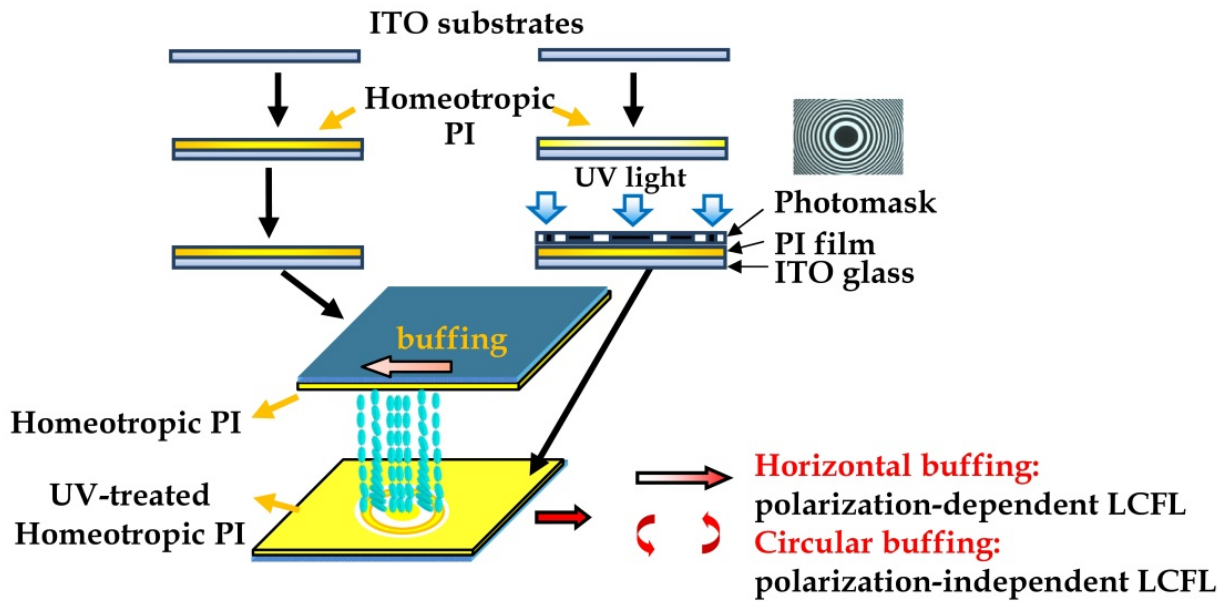 ITO substrates
Homeotropic
PI
UV light
Photomask
PI film
ITO glass
buffing
Homeotropic PI
UV-treated
Homeotropic PI
Horizontal buffing:
polarization-dependent LCFL
Circular buffing:
polarization-independent LCFL